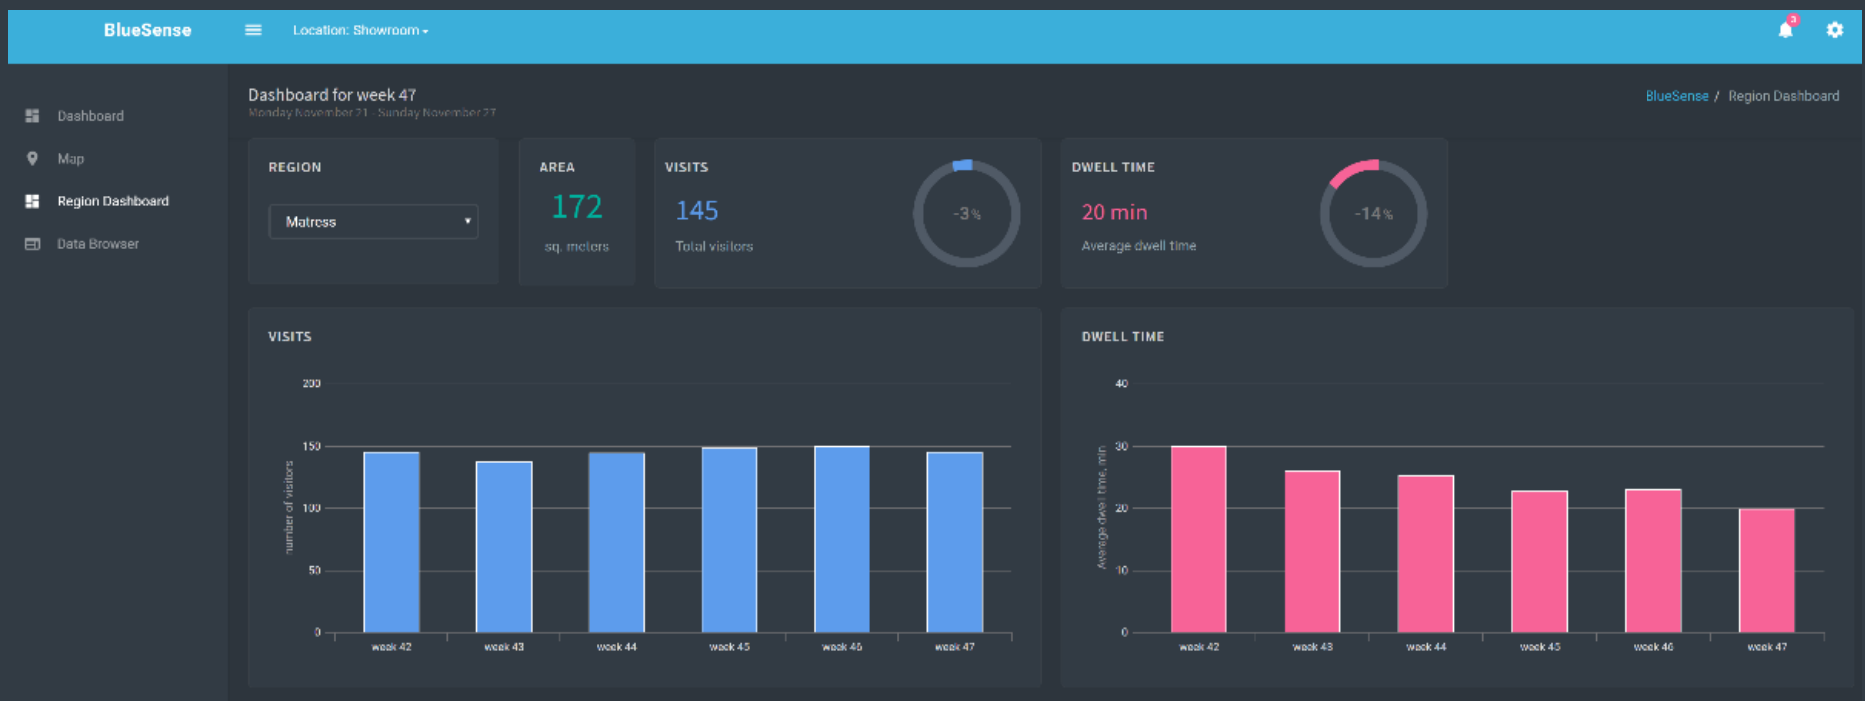 BlueSense
Location: Showroom
3
Dashboard
Map
Region Dashboard
Data Browser
Dashboard for week 47
Monday November 21 - Sunday November 27
BlueSense / Region Dashboard
REGION
Matress
AREA
172
sq. meters
VISITS
145
Total visitors
-3%
DWELL TIME
20 min
Average dwell time
-14%
VISITS
number of visitors
200
150
100
50
0
week 42 week 43 week 44 week 45 week 46 week 47
DWELL TIME
Average dwell time, min
40
30
20
10
0
week 42 week 43 week 44 week 45 week 46 week 47